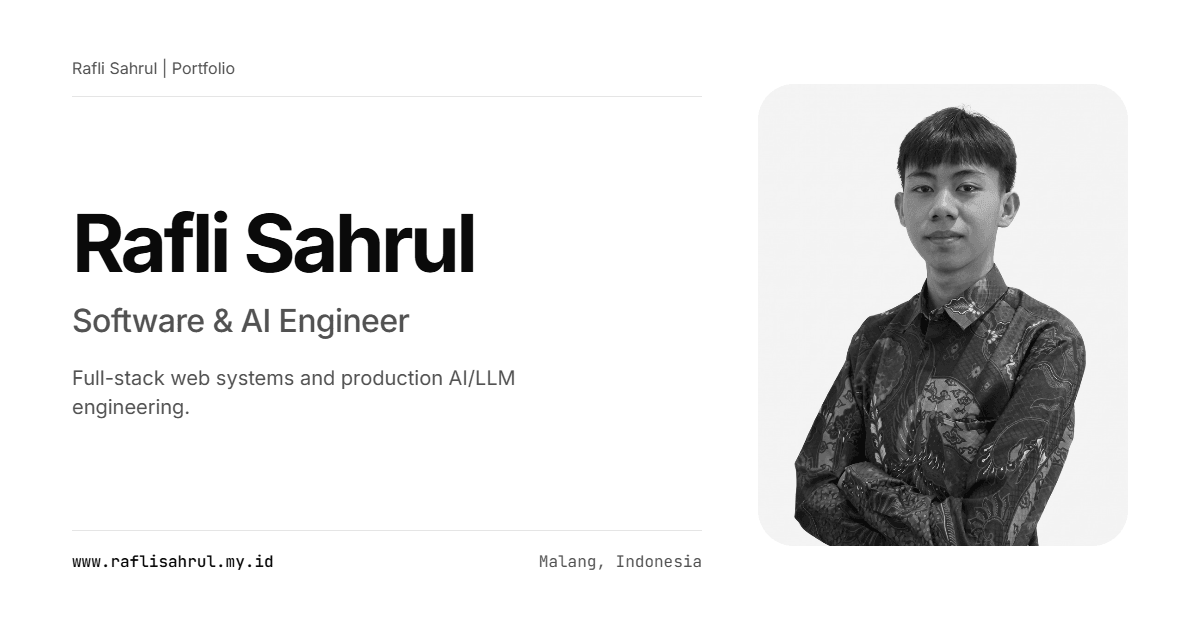 Rafli Sahrul | Portfolio
Rafli Sahrul
Software & AI Engineer
Full-stack web systems and production AI/LLM
engineering.
www.raflisahrul.my.id
Malang, Indonesia